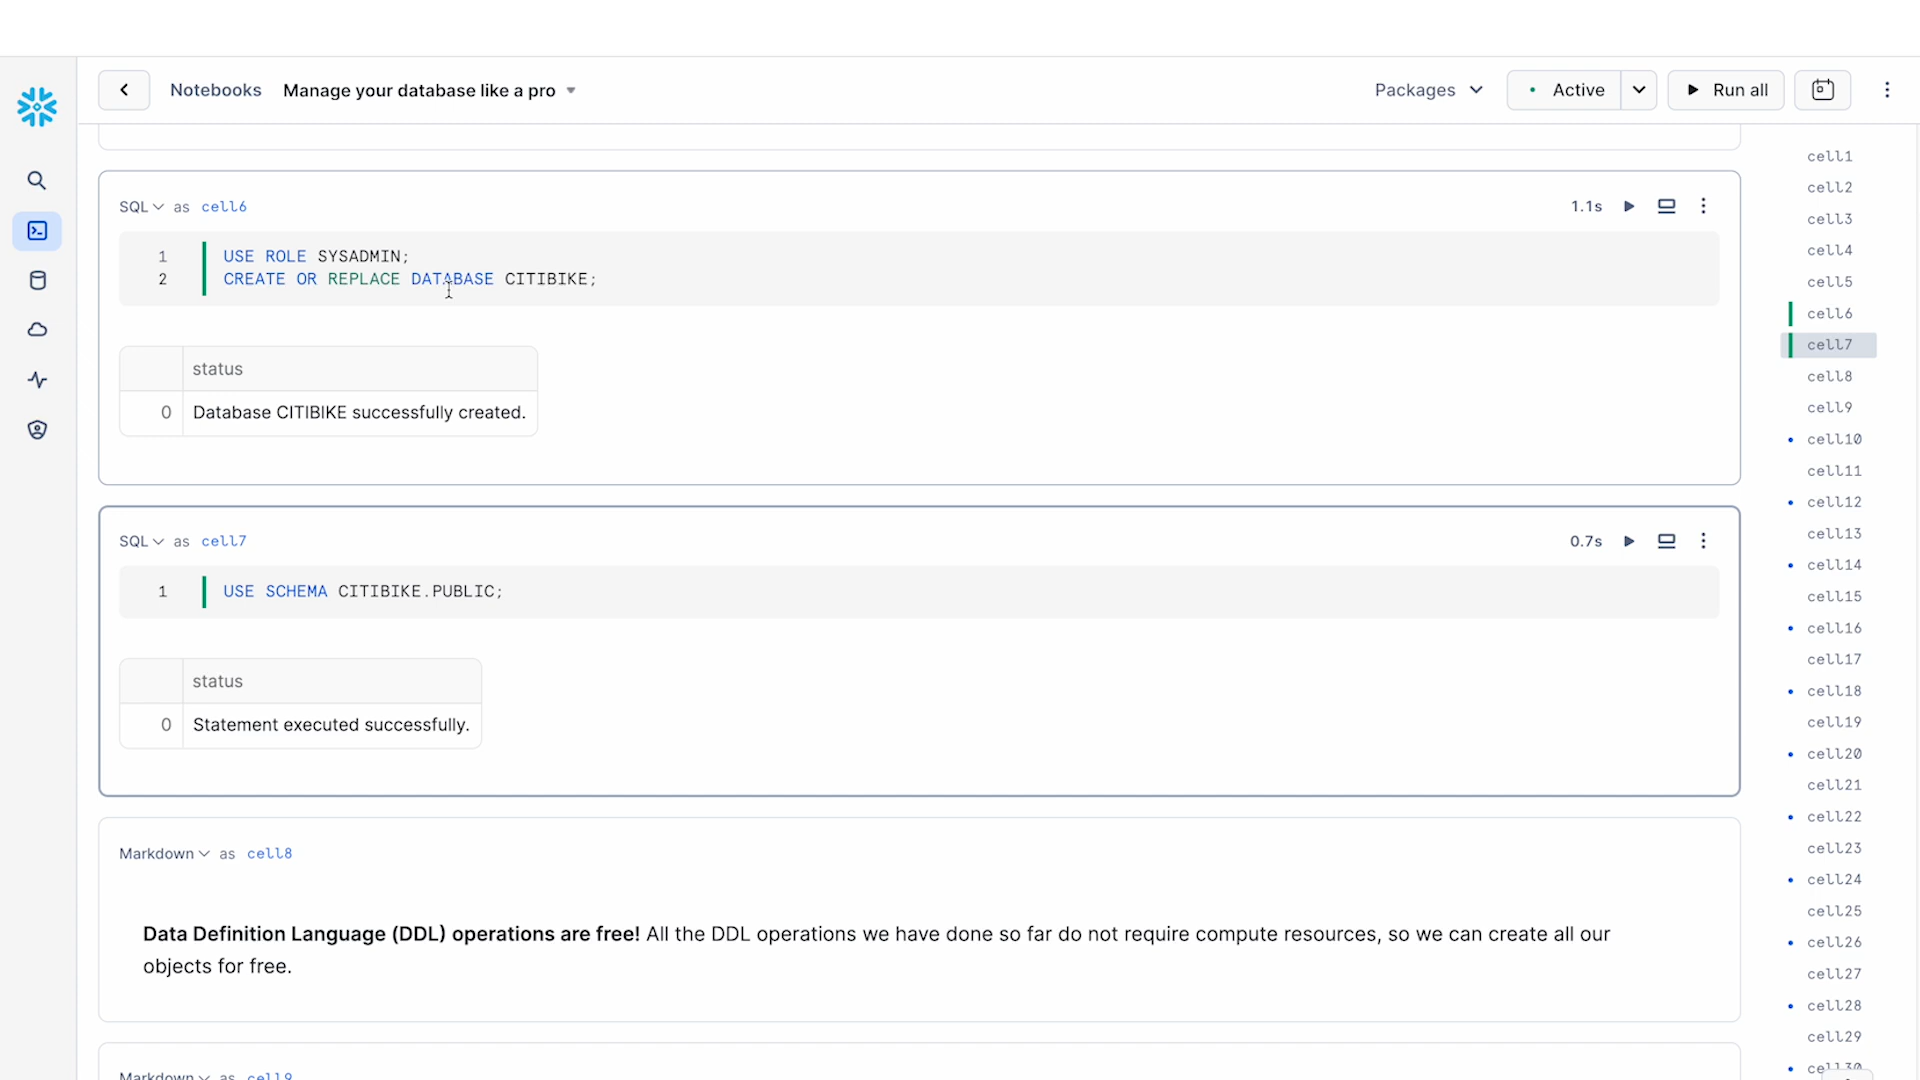 Notebooks Manage your database like a pro Packages Active Run all
SQL as cell6 1.1s
1 USE ROLE SYSADMIN;
2 CREATE OR REPLACE DATABASE CITIBIKE;
status
0 Database CITIBIKE successfully created.
SQL as cell7 0.7s
1 USE SCHEMA CITIBIKE.PUBLIC;
status
0 Statement executed successfully.
Markdown as cell8
Data Definition Language (DDL) operations are free! All the DDL operations we have done so far do not require compute resources, so we can create all our
objects for free.
Markdown as cell9
cell1
cell2
cell3
cell4
cell5
cell6
cell7
cell8
cell9
cell10
cell11
cell12
cell13
cell14
cell15
cell16
cell17
cell18
cell19
cell20
cell21
cell22
cell23
cell24
cell25
cell26
cell27
cell28
cell29
cell30